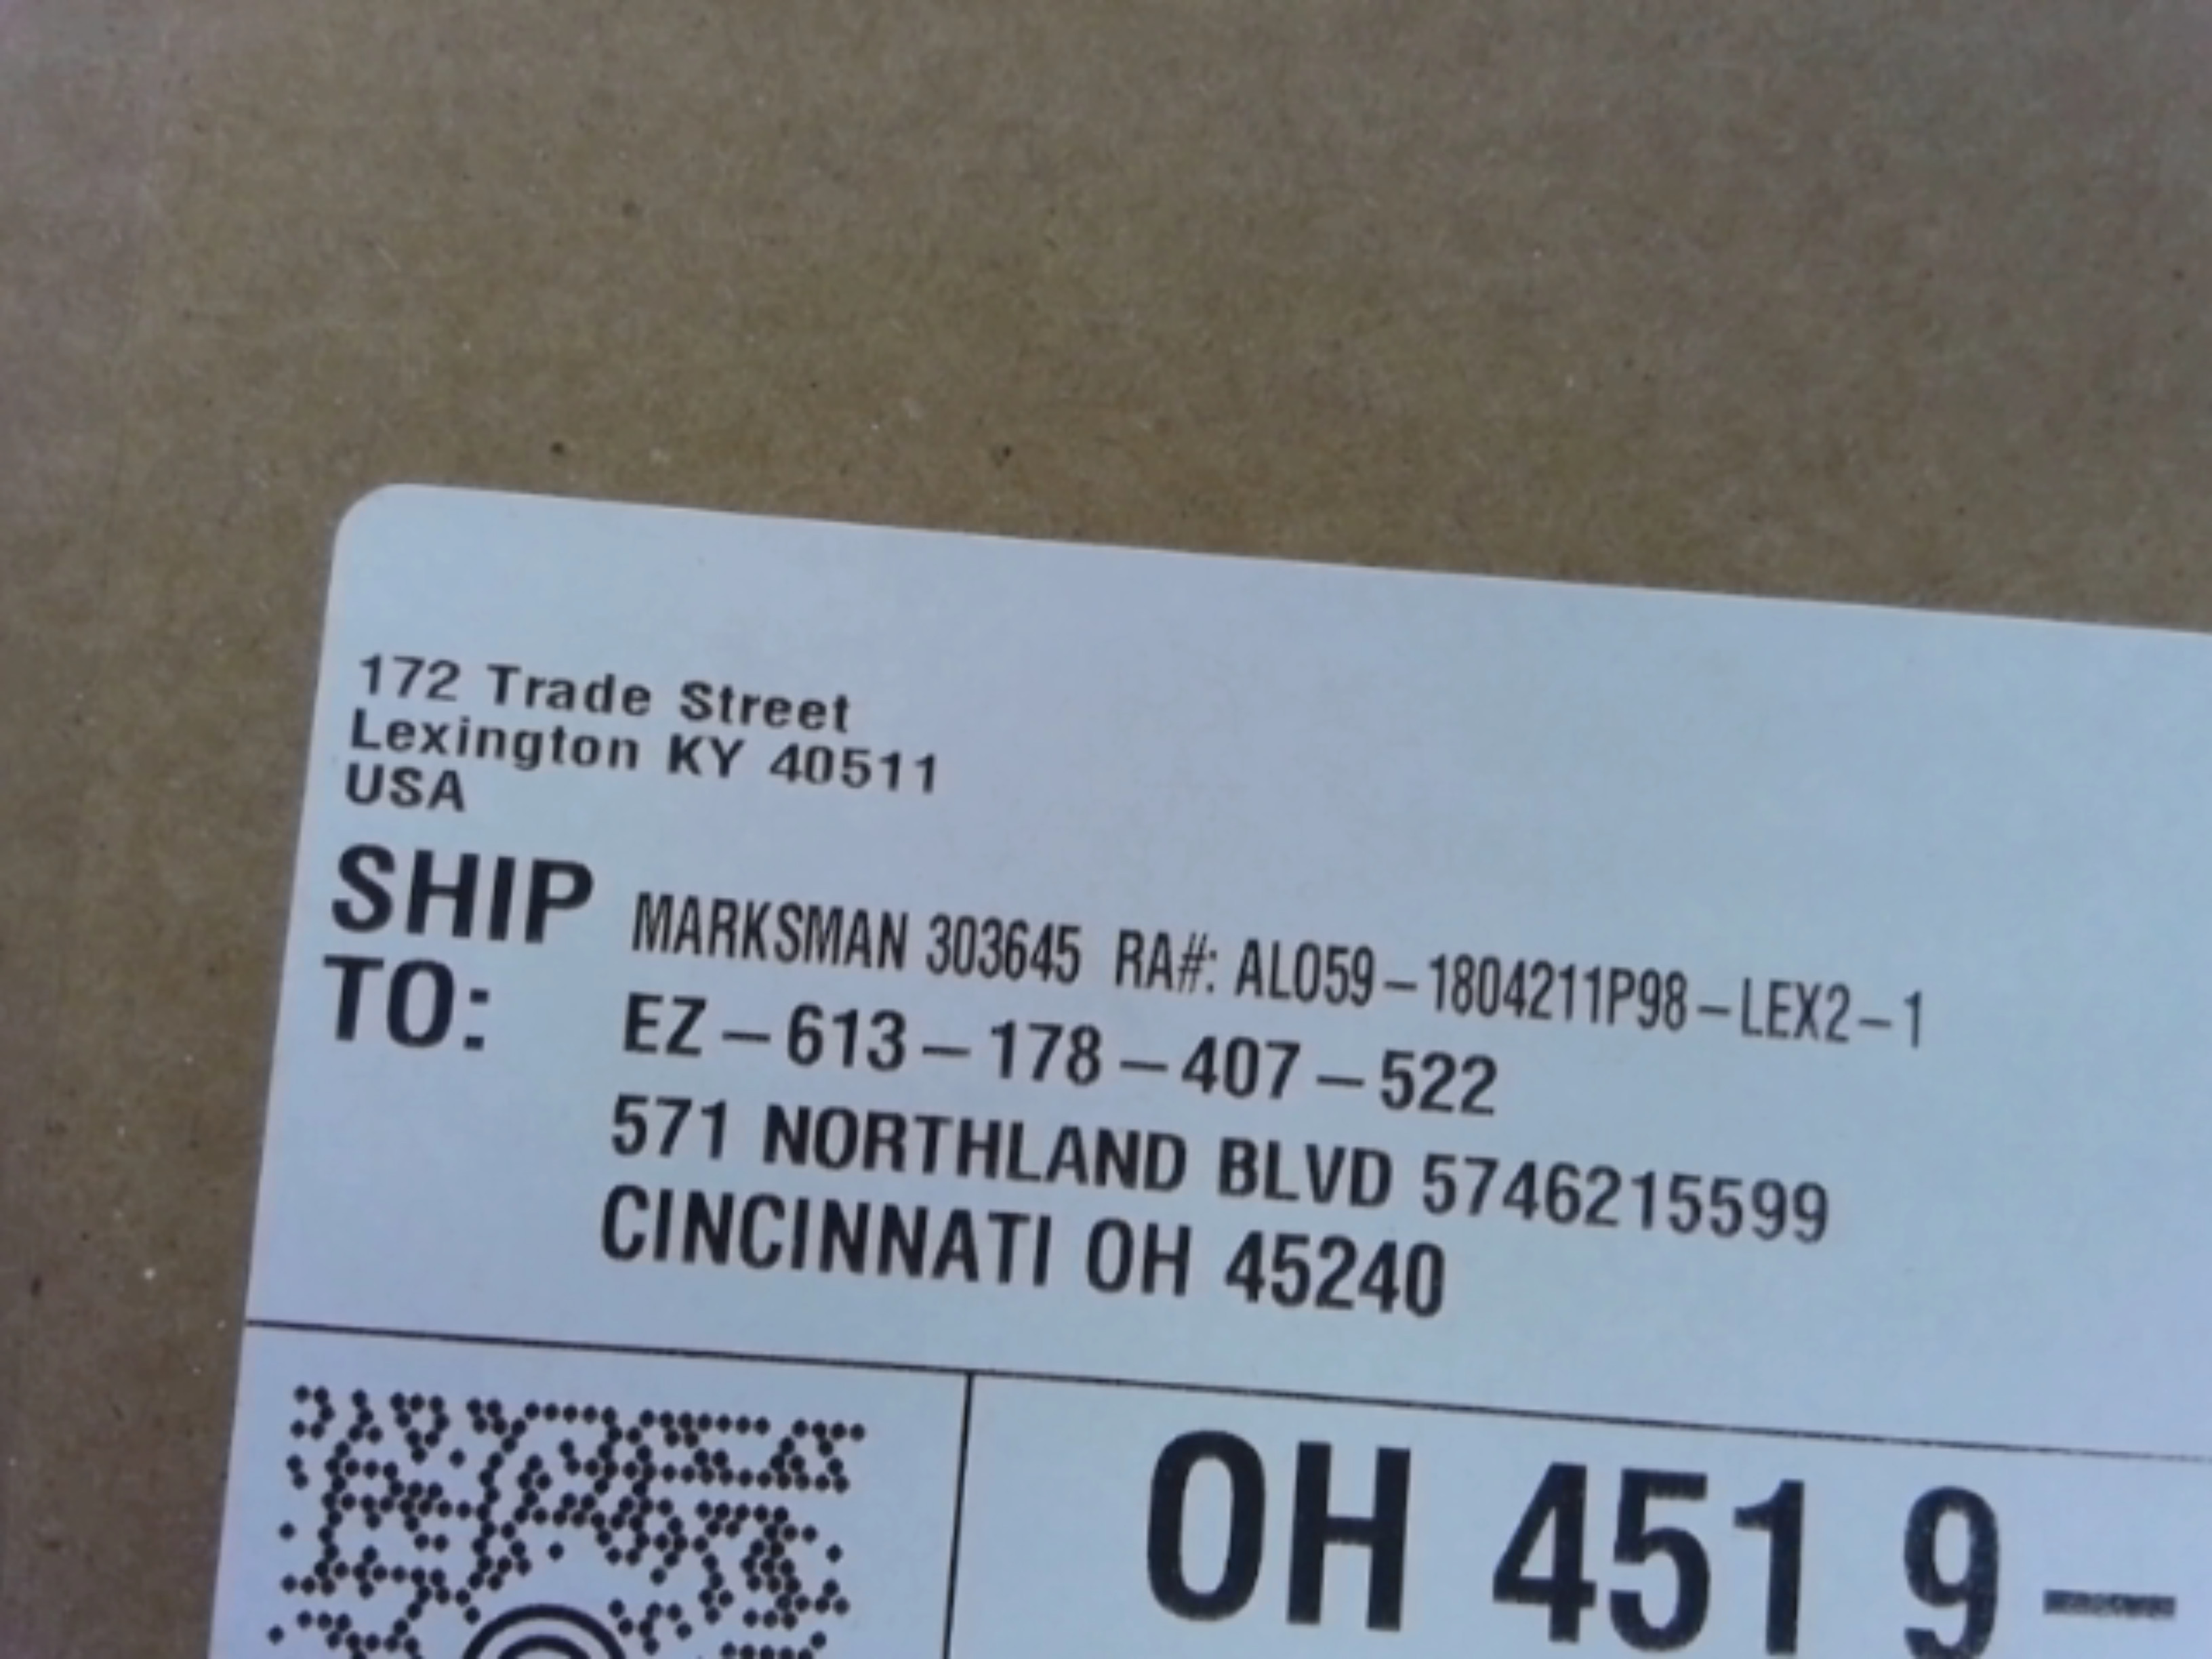 172 Trade Street
Lexington KY 40511
USA
SHIP TO:
MARKSMAN 303645 RA#: ALO59-1804211P98-LEX2-1
EZ-613-178-407-522
571 NORTHLAND BLVD 5746215599
CINCINNATI OH 45240
OH 451 9-